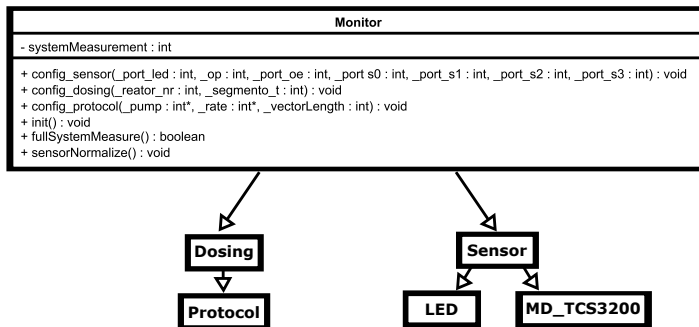 Monitor
- systemMeasurement : int
+ config_sensor(_port_led : int, _op : int, _port_oe : int, _port s0 : int, _port_s1 : int, _port_s2 : int, _port_s3 : int) : void
+ config_dosing(_reator_nr : int, _segmento_t : int) : void
+ config_protocol(_pump : int*, _rate : int*, _vectorLength : int) : void
+ init() : void
+ fullSystemMeasure() : boolean
+ sensorNormalize() : void
Dosing
Sensor
Protocol
LED
MD_TCS3200